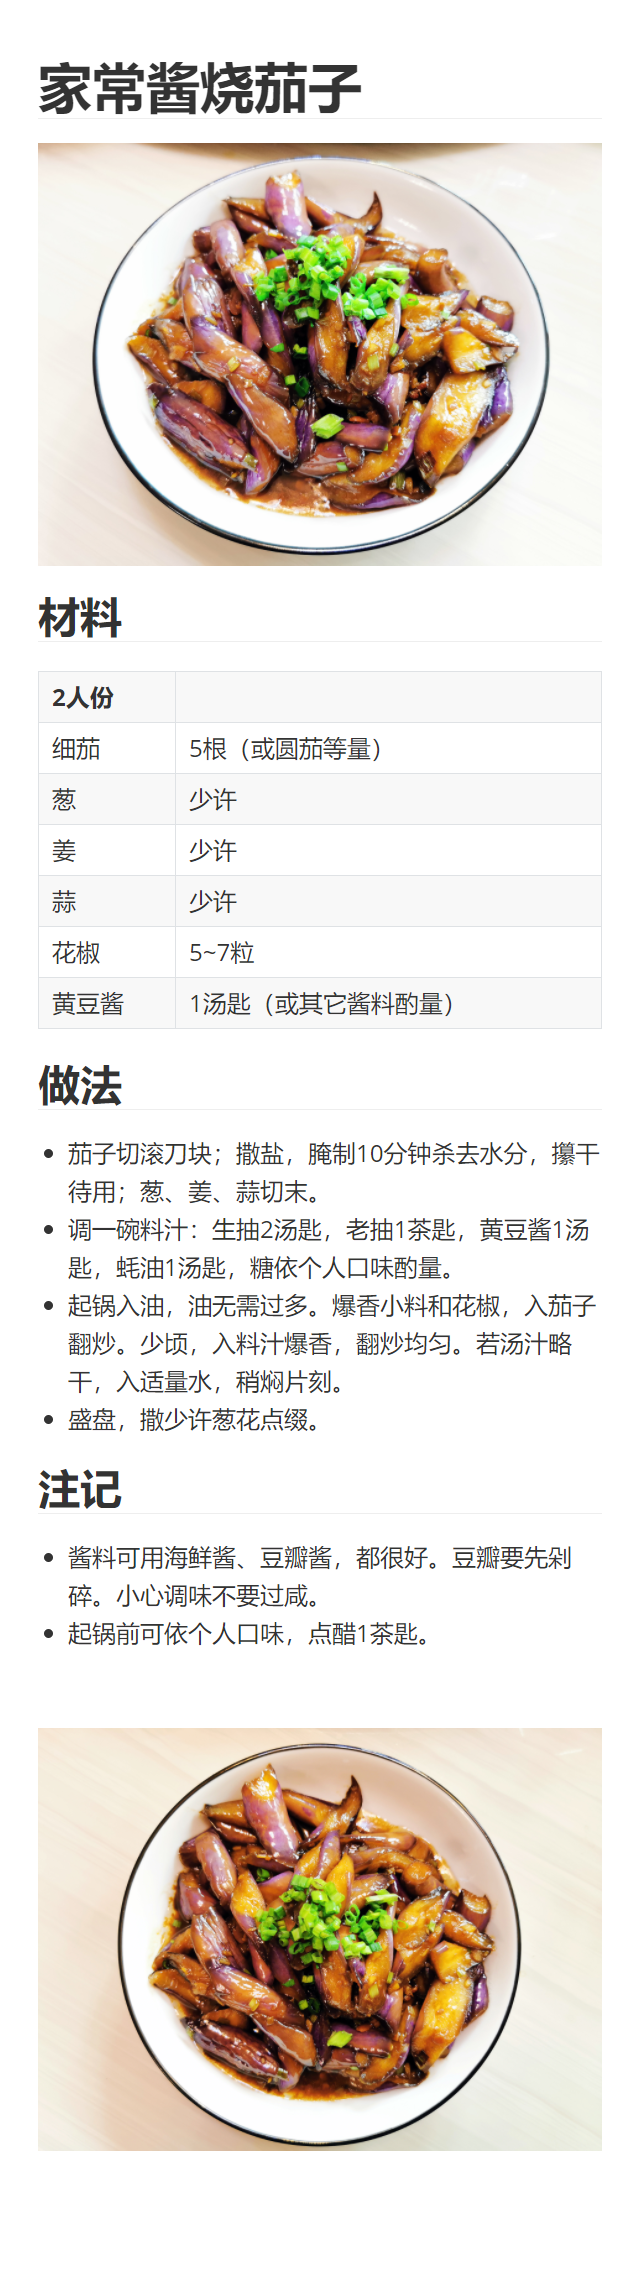 家常酱烧茄子
材料
2人份
细茄 5根（或圆茄等量）
葱 少许
姜 少许
蒜 少许
花椒 5~7粒
黄豆酱 1汤匙（或其它酱料酌量）
做法
茄子切滚刀块；撒盐，腌制10分钟杀去水分，攥干
待用；葱、姜、蒜切末。
调一碗料汁：生抽2汤匙，老抽1茶匙，黄豆酱1汤
匙，蚝油1汤匙，糖依个人口味酌量。
起锅入油，油无需过多。爆香小料和花椒，入茄子
翻炒。少顷，入料汁爆香，翻炒均匀。若汤汁略
干，入适量水，稍焖片刻。
盛盘，撒少许葱花点缀。
注记
酱料可用海鲜酱、豆瓣酱，都很好。豆瓣要先剁
碎。小心调味不要过咸。
起锅前可依个人口味，点醋1茶匙。